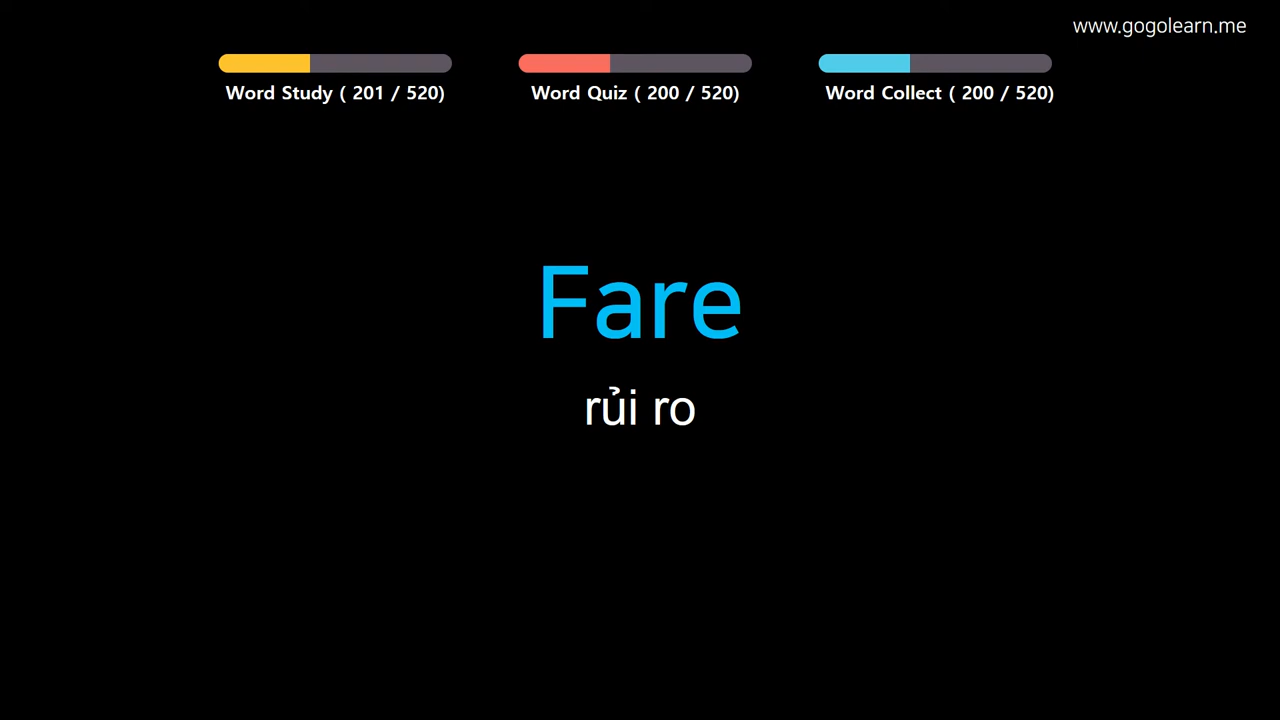 www.gogolearn.me
Word Study ( 201 / 520)
Word Quiz ( 200 / 520)
Word Collect ( 200 / 520)
Fare
rủi ro